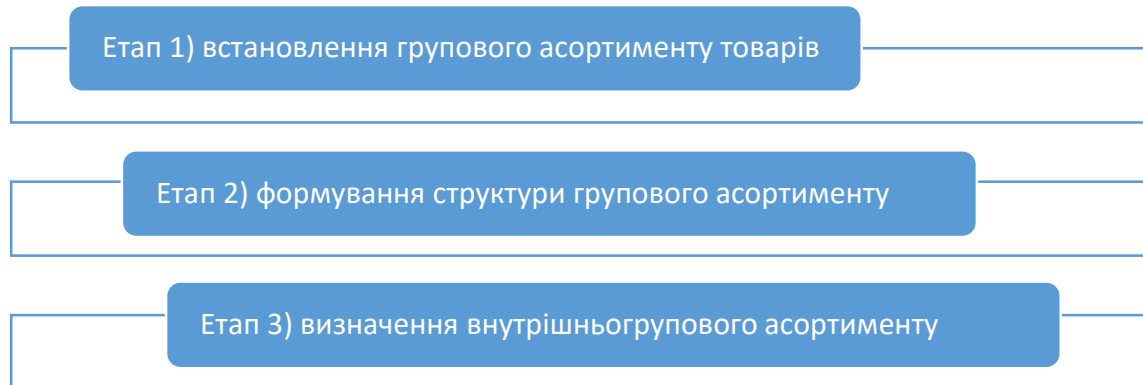 Етап 1) встановлення групового асортименту товарів
Етап 2) формування структури групового асортименту
Етап 3) визначення внутрішньогрупового асортименту